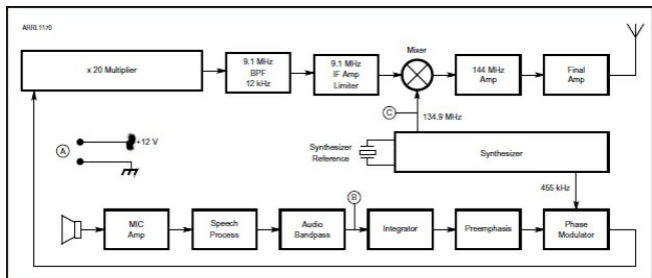 ARRL1170
x 20 Multiplier
9.1 MHz
BPF
12 kHz
9.1 MHz
IF Amp
Limiter
Mixer
144 MHz
Amp
Final
Amp
C
134.9 MHz
A
+12 V
Synthesizer
Reference
Synthesizer
455 kHz
B
MIC
Amp
Speech
Process
Audio
Bandpass
Integrator
Preemphasis
Phase
Modulator